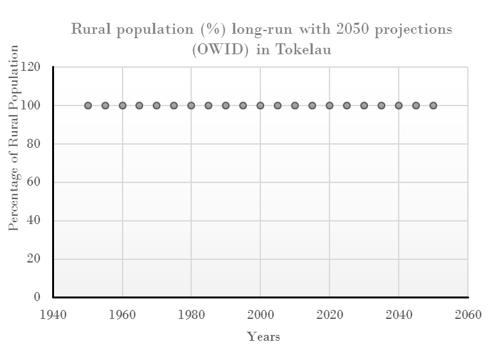 Rural population (%) long-run with 2050 projections
(OWID) in Tokelau
Percentage of Rural Population
120
100
80
60
40
20
0
1940 1960 1980 2000 2020 2040 2060
Years